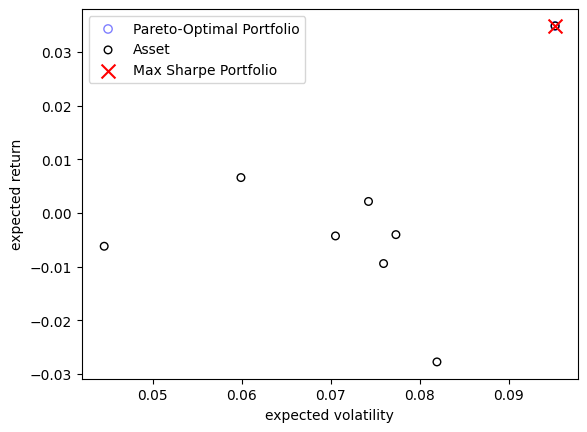 Pareto-Optimal Portfolio
Asset
Max Sharpe Portfolio
expected return
0.03
0.02
0.01
0.00
−0.01
−0.02
−0.03
0.05 0.06 0.07 0.08 0.09
expected volatility